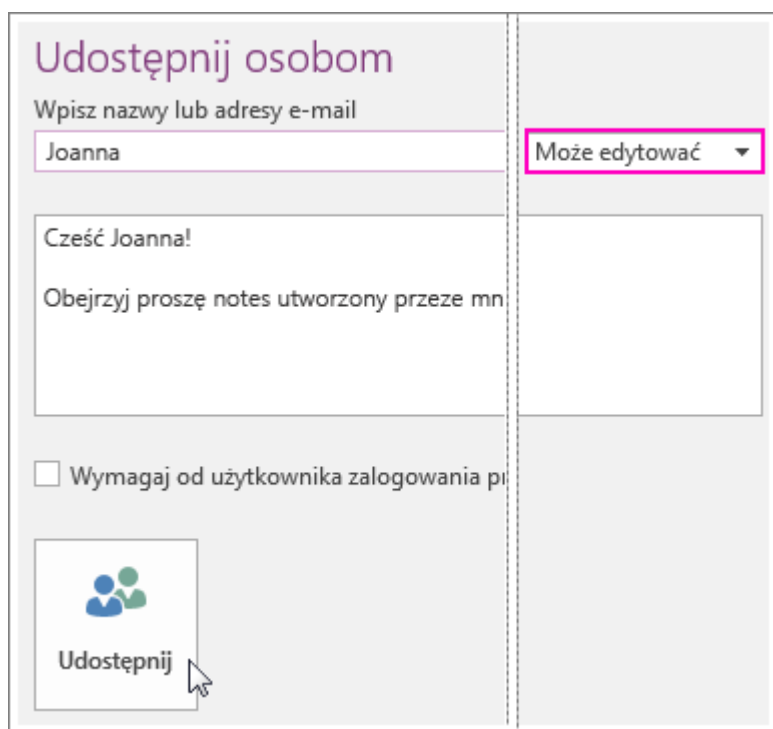 Udostępnij osobom
Wpisz nazwy lub adresy e-mail
Joanna
Może edytować
Cześć Joanna!
Obejrzyj proszę notes utworzony przeze
Wymagaj od użytkownika zalogowania
Udostępnij